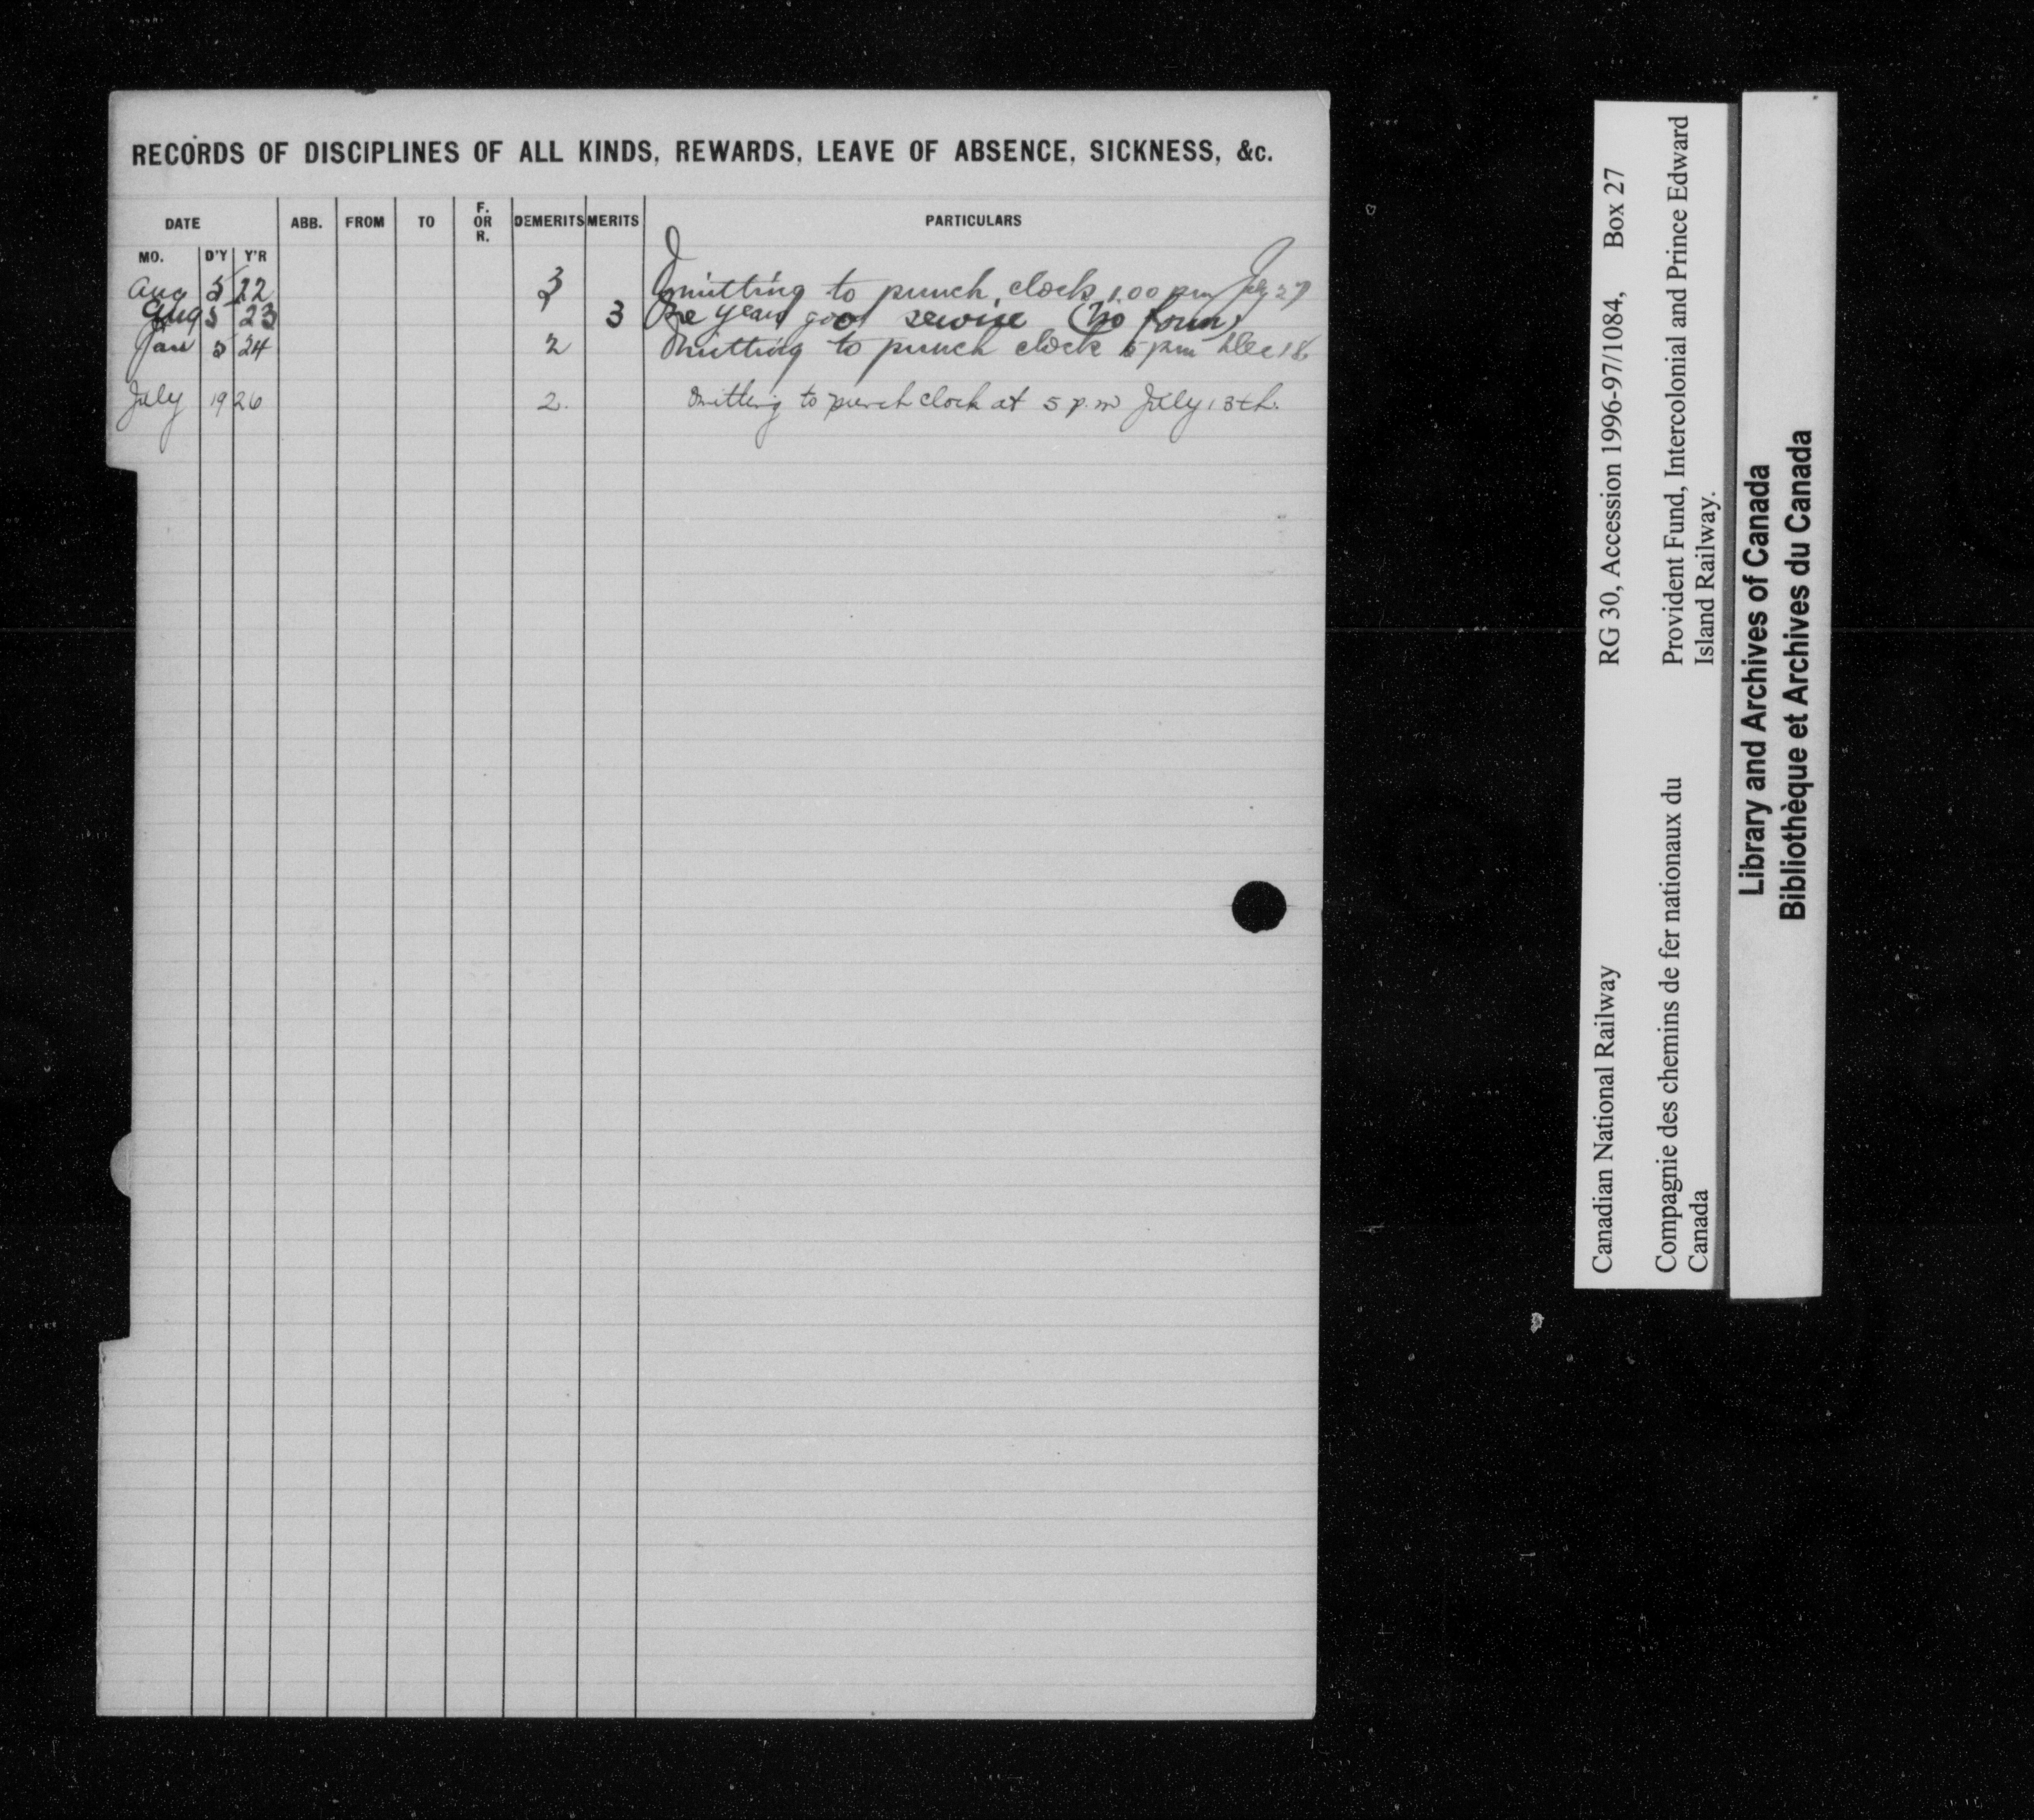 RECORDS OF DISCIPLINES OF ALL KINDS, REWARDS, LEAVE OF ABSENCE, SICKNESS, &c.
DATE ABB. FROM TO F. OR R. DEMERITS MERITS PARTICULARS
MO. D'Y Y'R
Aug 5 22 3 Omitting to punch clock 1.00 pm July 27
Aug 5 23 3 One years good service (No form)
Jan 5 24 2 Omitting to punch clock 5 pm Dec 18
July 19 26 2. Omitting to punch clock at 5 p.m July 13th.
Canadian National Railway RG 30, Accession 1996-97/1084, Box 27
Compagnie des chemins de fer nationaux du Canada
Provident Fund, Intercolonial and Prince Edward Island Railway.
Library and Archives of Canada
Bibliothèque et Archives du Canada